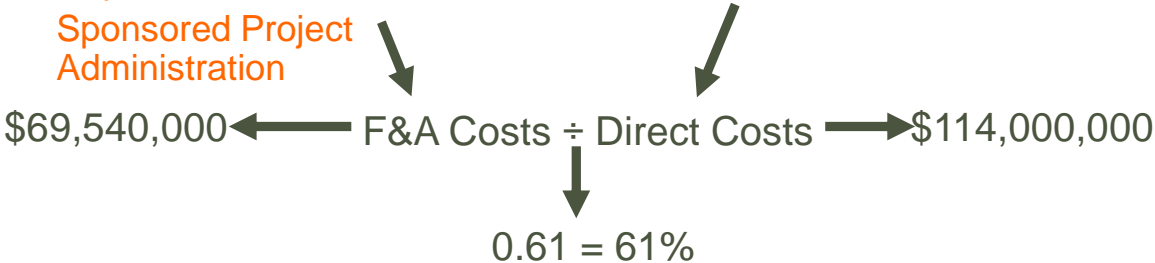 Sponsored Project
Administration
$69,540,000 F&A Costs ÷ Direct Costs $114,000,000
0.61 = 61%